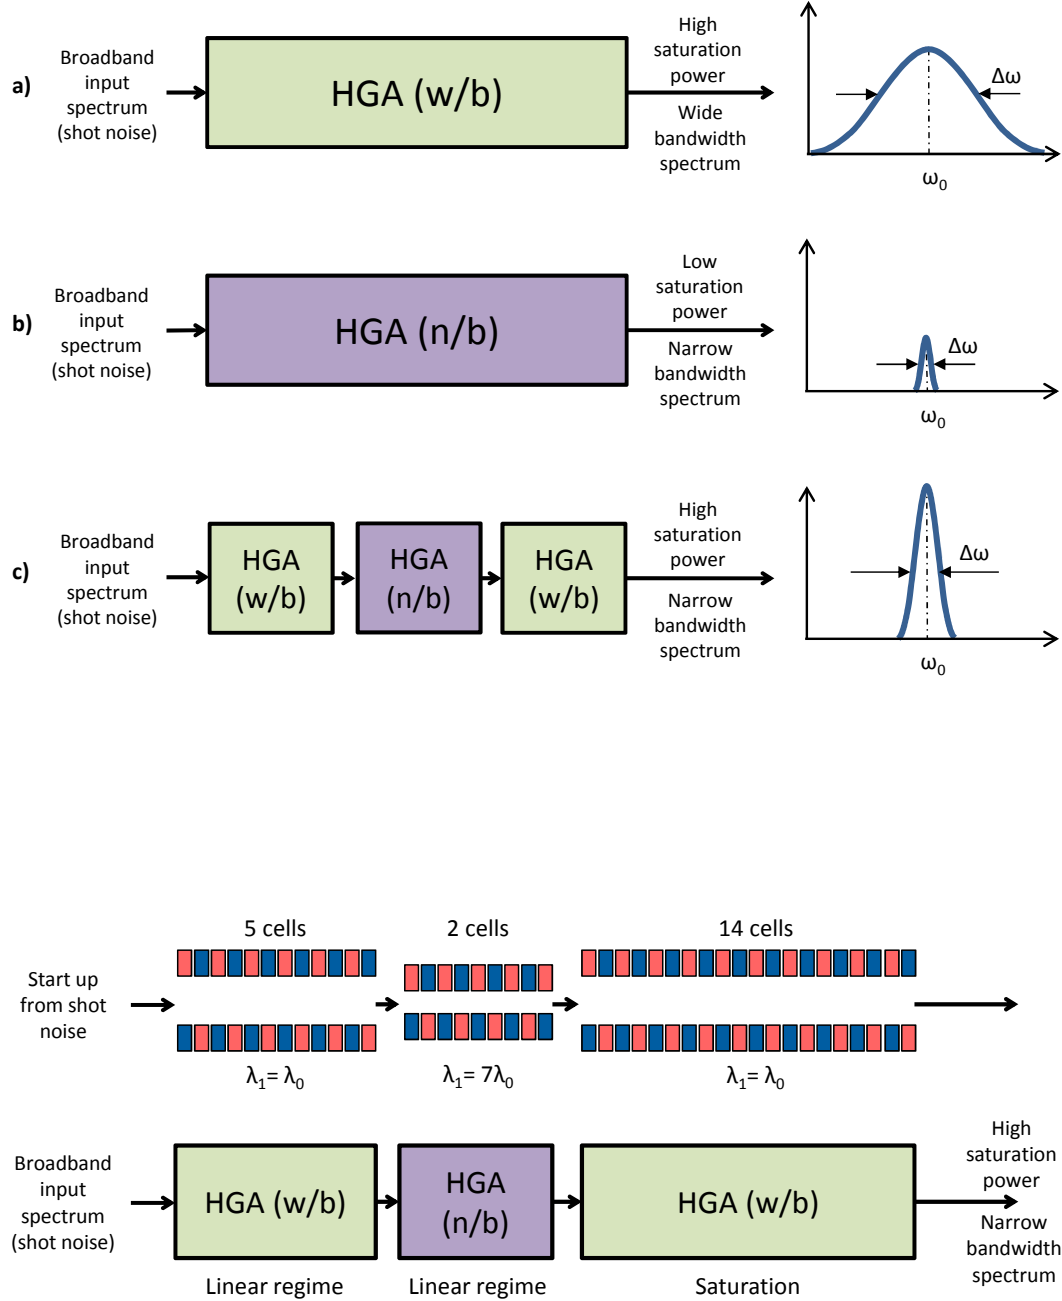 a)
Broadband
input
spectrum
(shot noise)
HGA (w/b)
High
saturation
power
Wide
bandwidth
spectrum
Δω
ω0
b)
Broadband
input
spectrum
(shot noise)
HGA (n/b)
Low
saturation
power
Narrow
bandwidth
spectrum
Δω
ω0
c)
Broadband
input
spectrum
(shot noise)
HGA
(w/b)
HGA
(n/b)
HGA
(w/b)
High
saturation
power
Narrow
bandwidth
spectrum
Δω
ω0
5 cells
2 cells
14 cells
Start up
from shot
noise
λ1= λ0
λ1= 7λ0
λ1= λ0
Broadband
input
spectrum
(shot noise)
HGA (w/b)
HGA
(n/b)
HGA (w/b)
High
saturation
power
Narrow
bandwidth
spectrum
Linear regime
Linear regime
Saturation